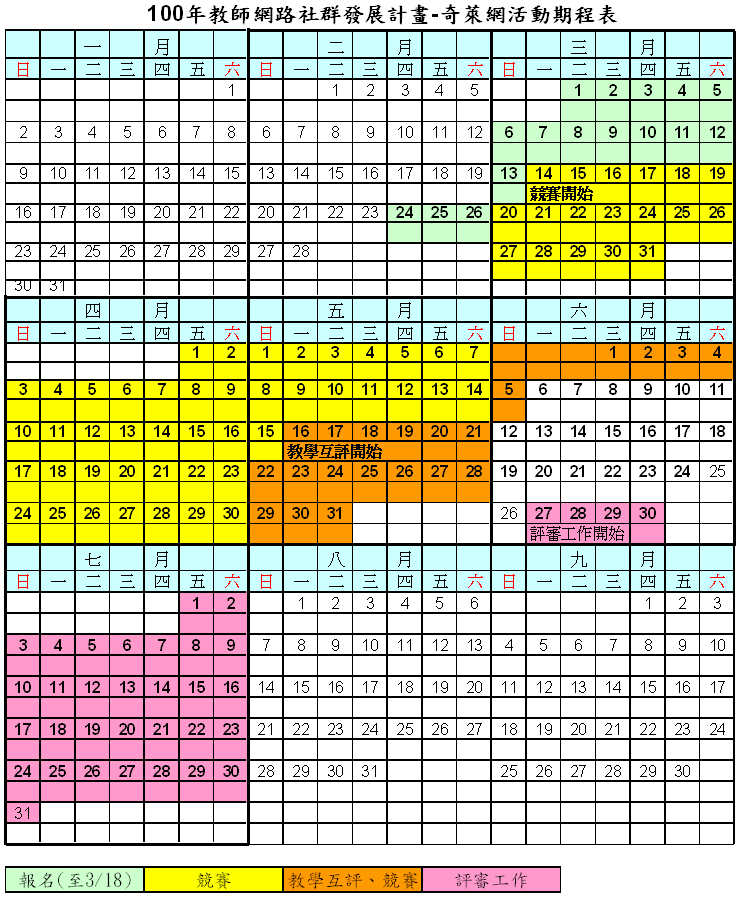 100年教師網路社群發展計畫-奇萊網活動期程表
一 月 二 月 三 月
日 一 二 三 四 五 六 日 一 二 三 四 五 六 日 一 二 三 四 五 六
1 1 2 3 4 5 1 2 3 4 5
2 3 4 5 6 7 8 6 7 8 9 10 11 12 6 7 8 9 10 11 12
9 10 11 12 13 14 15 13 14 15 16 17 18 19 13 14 15 16 17 18 19
競賽開始
16 17 18 19 20 21 22 20 21 22 23 24 25 26 20 21 22 23 24 25 26
23 24 25 26 27 28 29 27 28 27 28 29 30 31
30 31
四 月 五 月 六 月
日 一 二 三 四 五 六 日 一 二 三 四 五 六 日 一 二 三 四 五 六
1 2 1 2 3 4 5 6 7 1 2 3 4
3 4 5 6 7 8 9 8 9 10 11 12 13 14 5 6 7 8 9 10 11
10 11 12 13 14 15 16 15 16 17 18 19 20 21 12 13 14 15 16 17 18
教學互評開始
17 18 19 20 21 22 23 22 23 24 25 26 27 28 19 20 21 22 23 24 25
24 25 26 27 28 29 30 29 30 31 26 27 28 29 30
評審工作開始
七 月 八 月 九 月
日 一 二 三 四 五 六 日 一 二 三 四 五 六 日 一 二 三 四 五 六
1 2 1 2 3 4 5 6 1 2 3
3 4 5 6 7 8 9 7 8 9 10 11 12 13 4 5 6 7 8 9 10
10 11 12 13 14 15 16 14 15 16 17 18 19 20 11 12 13 14 15 16 17
17 18 19 20 21 22 23 21 22 23 24 25 26 27 18 19 20 21 22 23 24
24 25 26 27 28 29 30 28 29 30 31 25 26 27 28 29 30
31
報名(至3/18) 競賽 教學互評、競賽 評審工作